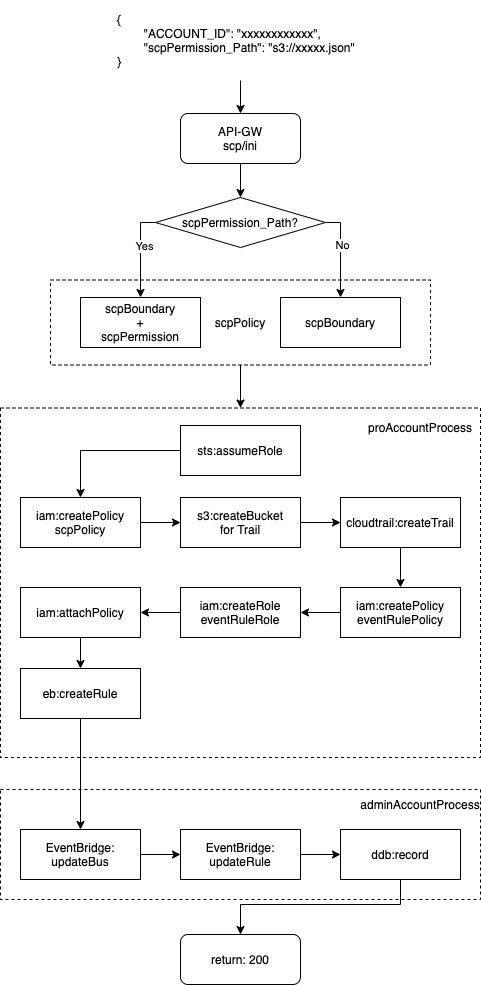 {
"ACCOUNT_ID": "xxxxxxxxxxxx",
"scpPermission_Path": "s3://xxxxx.json"
}
API-GW
scp/ini
scpPermission_Path?
Yes
No
scpBoundary
+
scpPermission
scpPolicy
scpBoundary
proAccountProcess
sts:assumeRole
iam:createPolicy
scpPolicy
s3:createBucket
for Trail
cloudtrail:createTrail
iam:attachPolicy
iam:createRole
eventRuleRole
iam:createPolicy
eventRulePolicy
eb:createRule
adminAccountProcess
EventBridge:
updateBus
EventBridge:
updateRule
ddb:record
return: 200